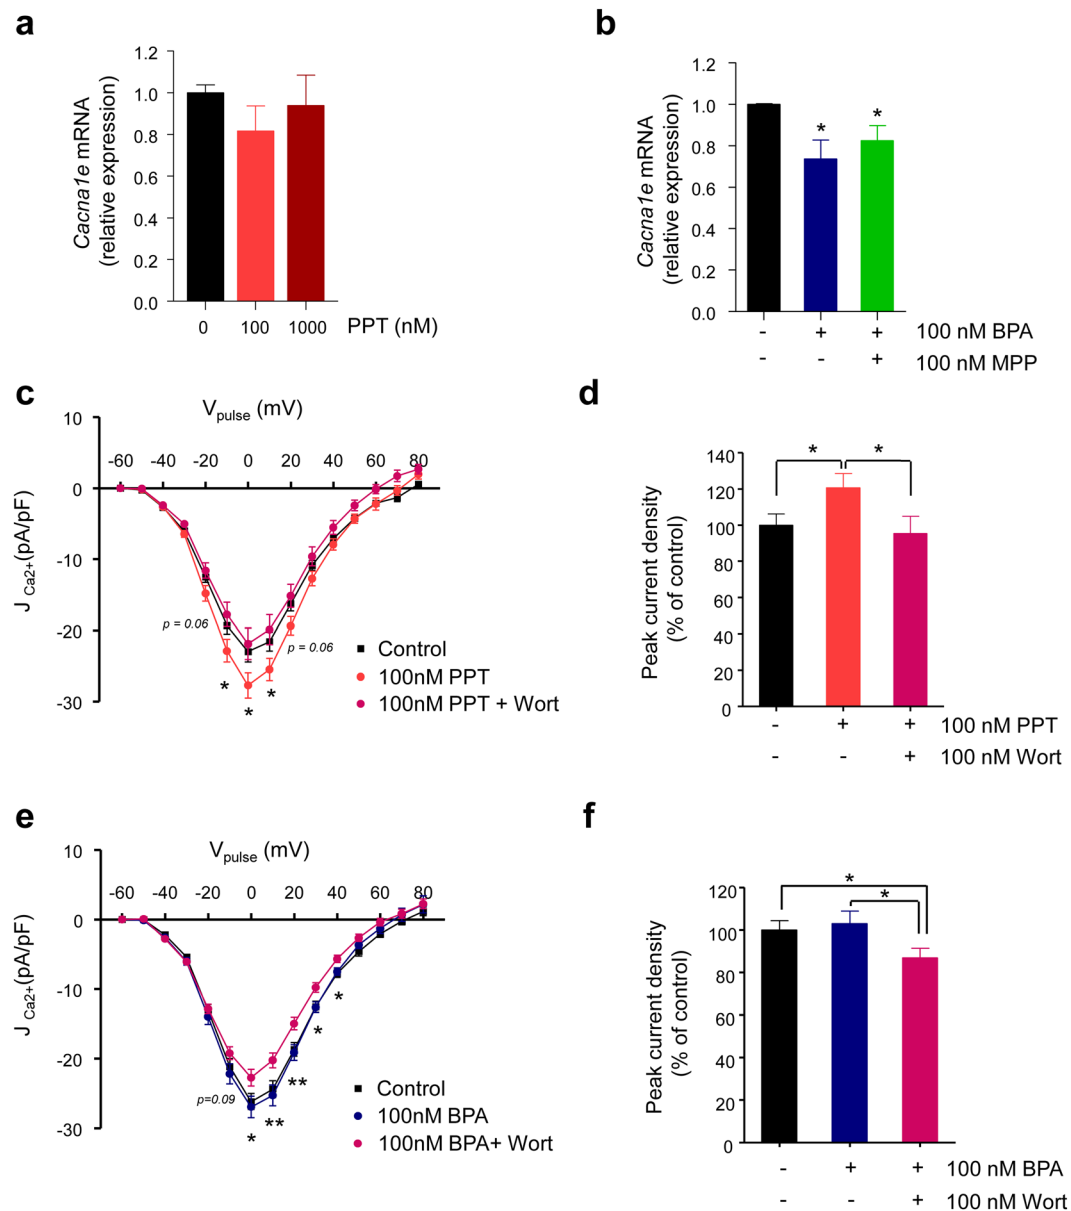 a
1.2
1.0
0.8
0.6
0.4
0.2
0.0
Cacna1e mRNA
(relative expression)
0 100 1000 PPT (nM)
b
1.2
1.0
0.8
0.6
0.4
0.2
0.0
Cacna1e mRNA
(relative expression)
* *
- + + 100 nM BPA
- - + 100 nM MPP
c
Vpulse (mV)
10
0
-10
-20
-30
-60 -40 -20 0 20 40 60 80
J Ca2+(pA/pF)
p = 0.06
p = 0.06
* * *
Control
100nM PPT
100nM PPT + Wort
d
140
120
100
80
60
40
20
0
Peak current density
(% of control)
* *
- + + 100 nM PPT
- - + 100 nM Wort
e
Vpulse (mV)
10
0
-10
-20
-30
-60 -40 -20 0 20 40 60 80
J Ca2+(pA/pF)
p=0.09
* ** ** * *
Control
100nM BPA
100nM BPA+ Wort
f
120
100
80
60
40
20
0
Peak current density
(% of control)
*
*
- + + 100 nM BPA
- - + 100 nM Wort